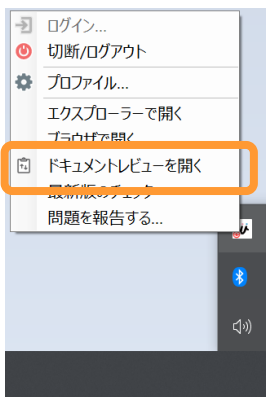 ログイン...
切断/ログアウト
プロファイル...
エクスプローラーで開く
ブラウザで開く
ドキュメントレビューを開く
最新版のチェック
問題を報告する...